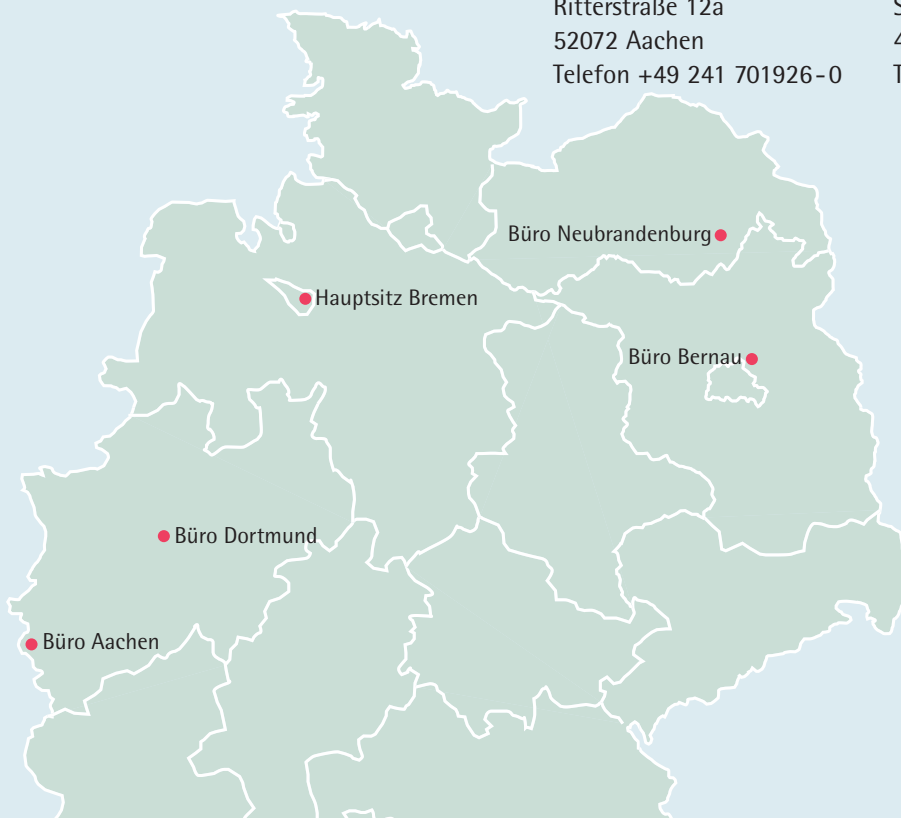 Ritterstraße 12a
52072 Aachen
Telefon +49 241 701926-0
Büro Neubrandenburg
Hauptsitz Bremen
Büro Bernau
Büro Dortmund
Büro Aachen